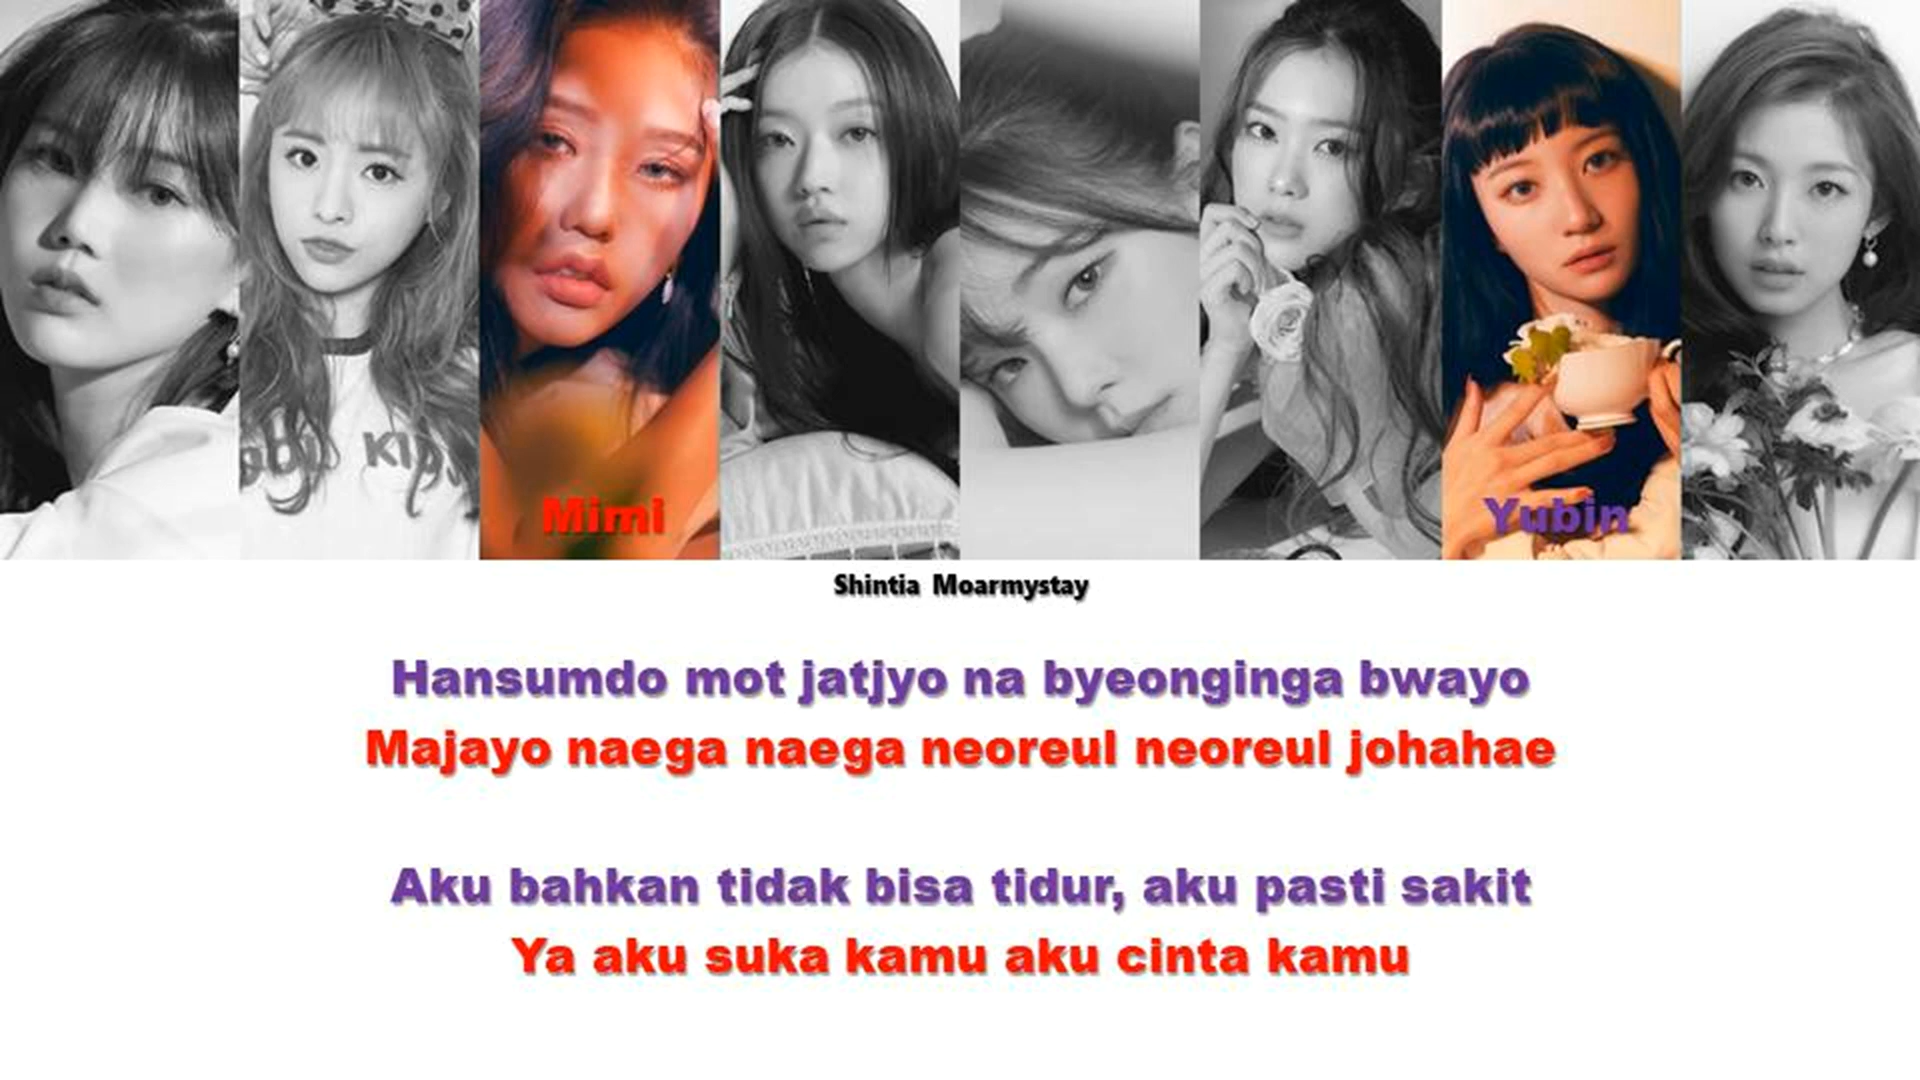 Mimi
Yubin
Shintia Moarmystay
Hansumdo mot jatjyo na byeonginga bwayo
Majayo naega naega neoreul neoreul johahae
Aku bahkan tidak bisa tidur, aku pasti sakit
Ya aku suka kamu aku cinta kamu